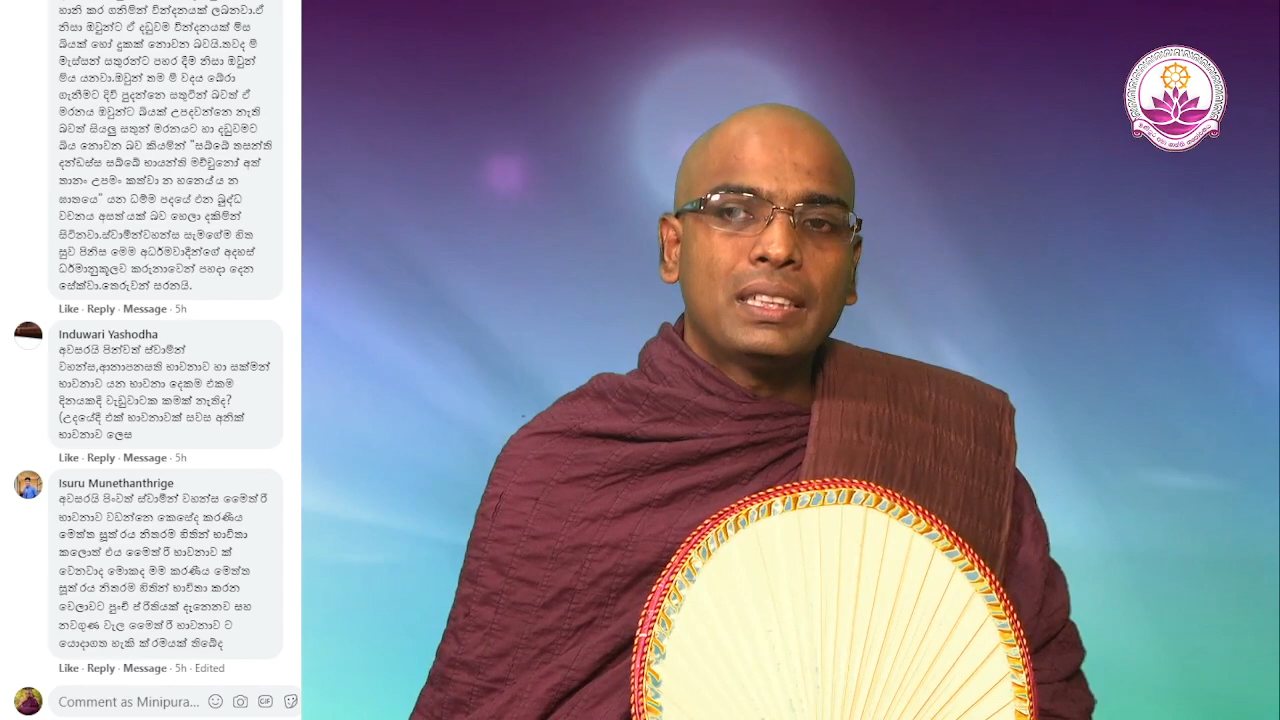 හානි කර ගනිමින් වින්දනයක් ලබනවා.ඒ
නිසා ඔවුන්ට ඒ දඬුවම වින්දනයක් මිස
බියක් හෝ දුකක් නොවන බවයි.තවද මී
මැස්සන් සතුරන්ට පහර දීම නිසා ඔවුන්
මිය යනවා.ඔවුන් තම මී වදය බේරා
ගැනීමට දිවි පුදන්නෙ සතුටින් බවත් ඒ
මරනය ඔවුන්ට බියක් උපදවන්නෙ නැති
බවත් සියලු සතුන් මරනයට හා දඬුවමට
බිය නොවන බව කියමින් "සබ්බේ තසන්ති
දන්ඩස්ස සබ්බේ භායන්ති මච්චුනෝ අත්
තානං උපමං කත්වා න හනෙය්ය න
ඝාතයෙ" යන ධම්ම පදයේ එන බුද්ධ
වචනය අසත්යක් බව හෙලා දකිමින්
සිටිනවා.ස්වාමීන්වහන්ස සැමගේම හිත
සුව පිනිස මෙම අධර්මවාදීන්ගේ අදහස්
ධර්මානුකූලව කරුනාවෙන් පහදා දෙන
සේක්වා.තෙරුවන් සරනයි.
Like · Reply · Message · 5h
Induwari Yashodha
අවසරයි පින්වත් ස්වාමීන්
වහන්ස,ආනාපනසති භාවනාව හා සක්මන්
භාවනාව යන භාවනා දෙකම එකම
දිනයකදී වැඩුවාටක කමක් නැතිද?
(උදයේදී එක් භාවනාවක් සවස අනික්
භාවනාව ලෙස
Like · Reply · Message · 5h
Isuru Munethanthrige
අවසරයි පිංවත් ස්වාමීන් වහන්ස මෛත්රී
භාවනාව වඩන්නෙ කෙසේද කරණීය
මෙත්ත සූත්රය නිතරම හිතින් භාවිතා
කලොත් එය මෛත්රී භාවනාව ක්
වෙනවාද මොකද මම කරණීය මෙත්ත
සූත්රය නිතරම හිතින් භාවිතා කරන
වෙලාවට පුංචි ප්රීතියක් දැනෙනව සහ
නවගුණ වැල මෛත්රී භාවනාව ට
යොදාගත හැකි ක්රමයක් තිබේද
Like · Reply · Message · 5h · Edited
Comment as Minipura...
GIF